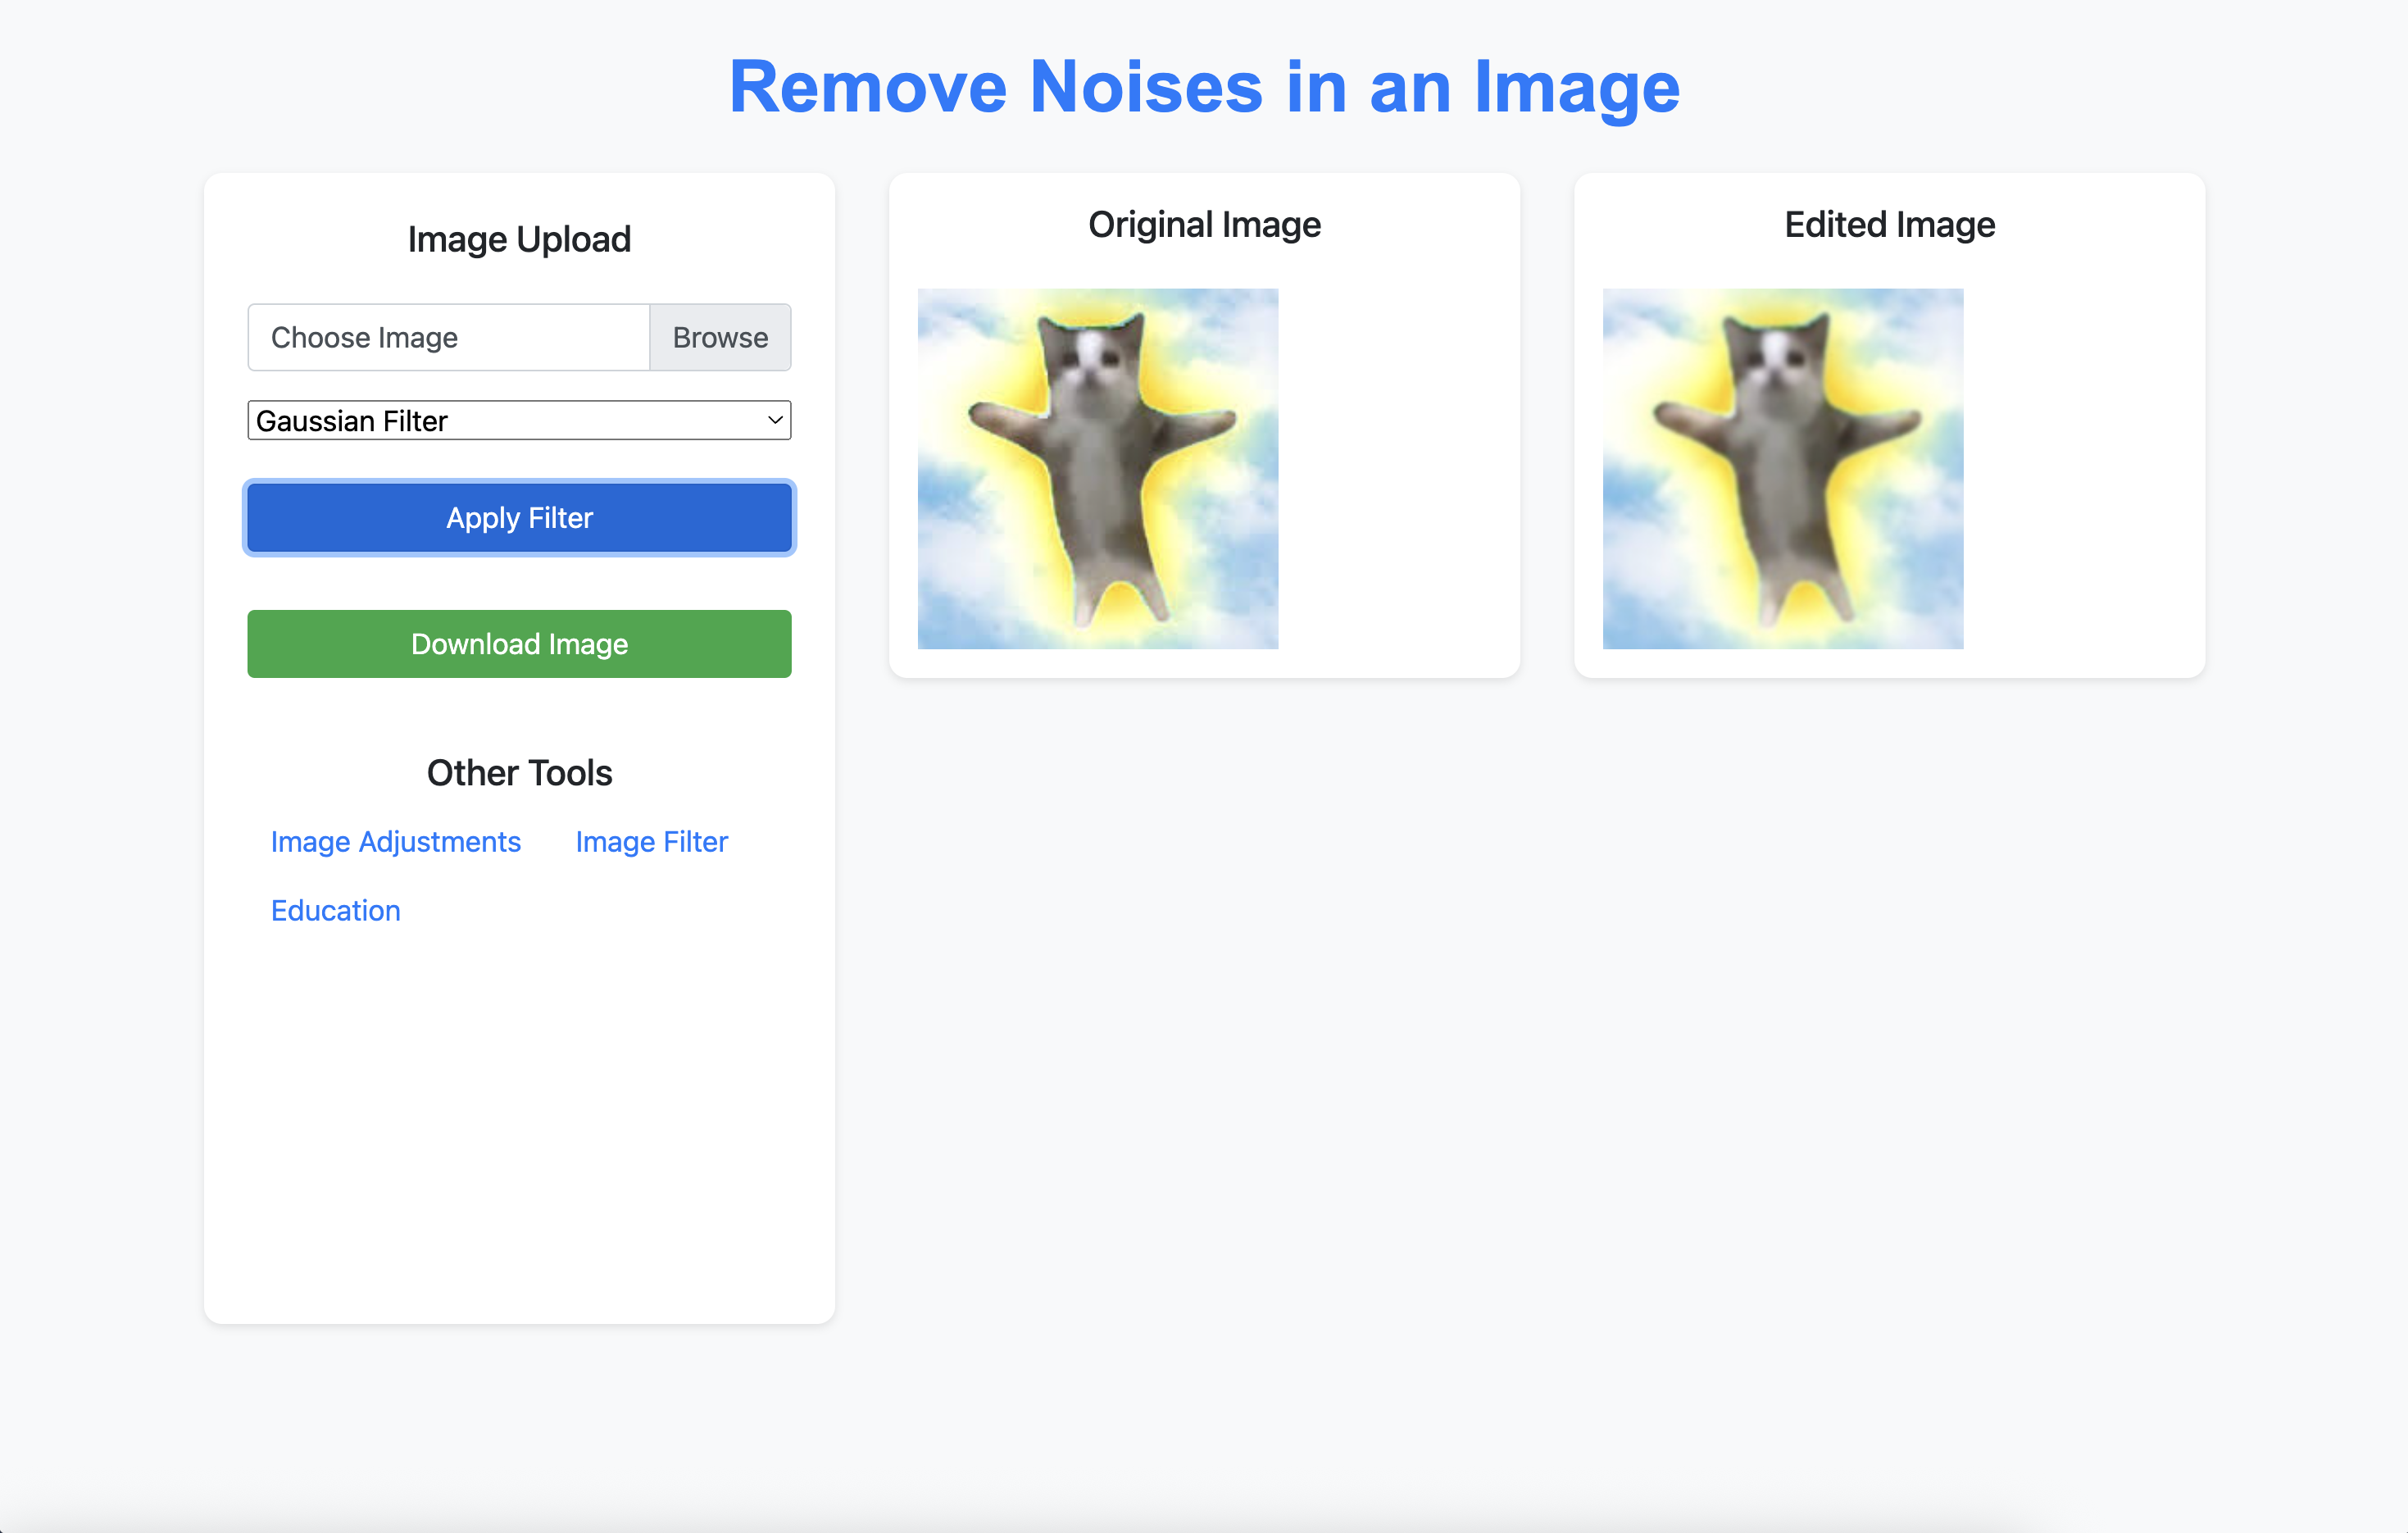 Remove Noises in an Image
Image Upload
Choose Image Browse
Gaussian Filter
Apply Filter
Download Image
Other Tools
Image Adjustments Image Filter
Education
Original Image
Edited Image